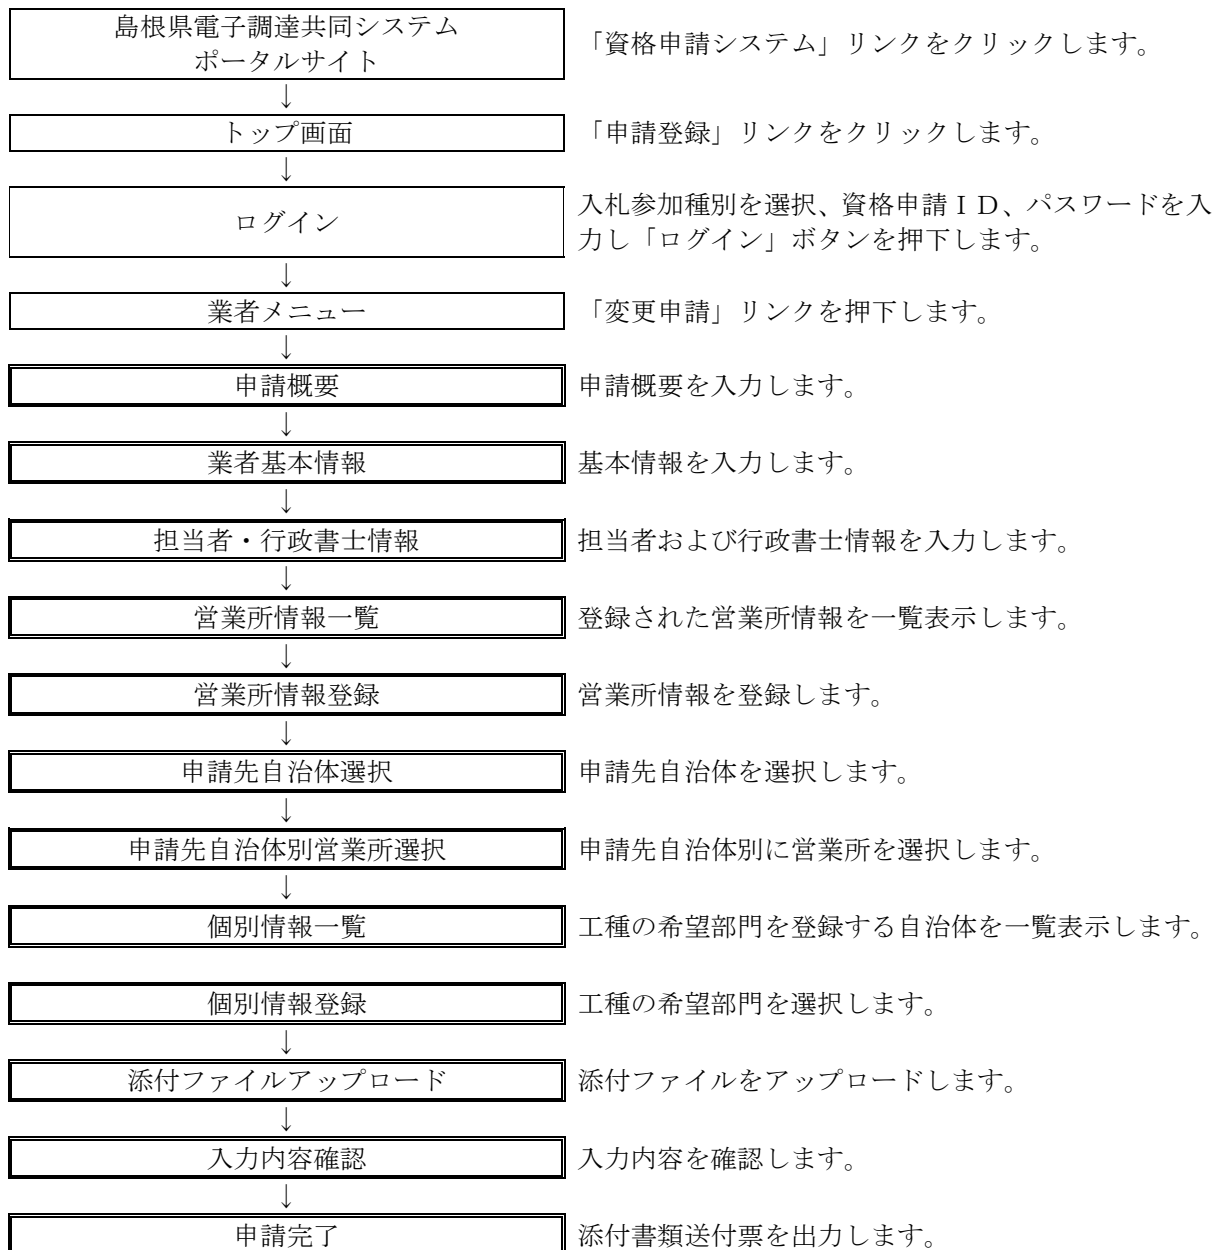 島根県電子調達共同システム
ポータルサイト
「資格申請システム」リンクをクリックします。
↓
トップ画面
「申請登録」リンクをクリックします。
↓
ログイン
入札参加種別を選択、資格申請ＩＤ、パスワードを入
力し「ログイン」ボタンを押下します。
↓
業者メニュー
「変更申請」リンクを押下します。
↓
申請概要
申請概要を入力します。
↓
業者基本情報
基本情報を入力します。
↓
担当者・行政書士情報
担当者および行政書士情報を入力します。
↓
営業所情報一覧
登録された営業所情報を一覧表示します。
↓
営業所情報登録
営業所情報を登録します。
↓
申請先自治体選択
申請先自治体を選択します。
↓
申請先自治体別営業所選択
申請先自治体別に営業所を選択します。
↓
個別情報一覧
工種の希望部門を登録する自治体を一覧表示します。
個別情報登録
工種の希望部門を選択します。
↓
添付ファイルアップロード
添付ファイルをアップロードします。
↓
入力内容確認
入力内容を確認します。
↓
申請完了
添付書類送付票を出力します。